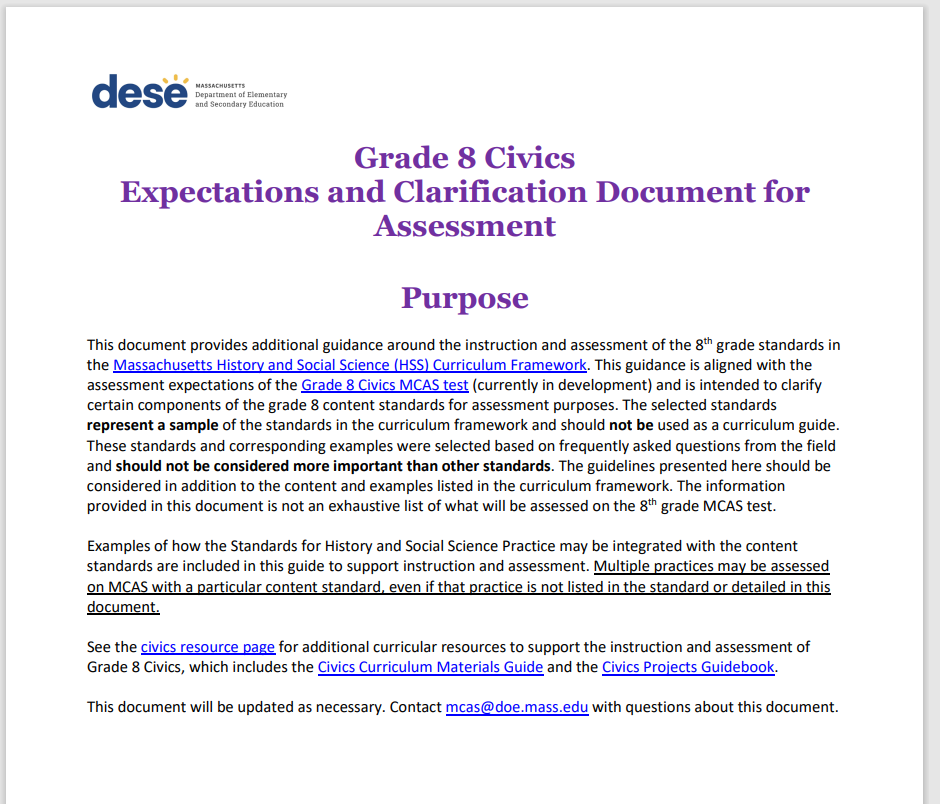 dese
MASSACHUSETTS
Department of Elementary
and Secondary Education
Grade 8 Civics
Expectations and Clarification Document for
Assessment
Purpose
This document provides additional guidance around the instruction and assessment of the 8th grade standards in
the Massachusetts History and Social Science (HSS) Curriculum Framework. This guidance is aligned with the
assessment expectations of the Grade 8 Civics MCAS test (currently in development) and is intended to clarify
certain components of the grade 8 content standards for assessment purposes. The selected standards
represent a sample of the standards in the curriculum framework and should not be used as a curriculum guide.
These standards and corresponding examples were selected based on frequently asked questions from the field
and should not be considered more important than other standards. The guidelines presented here should be
considered in addition to the content and examples listed in the curriculum framework. The information
provided in this document is not an exhaustive list of what will be assessed on the 8th grade MCAS test.
Examples of how the Standards for History and Social Science Practice may be integrated with the content
standards are included in this guide to support instruction and assessment. Multiple practices may be assessed
on MCAS with a particular content standard, even if that practice is not listed in the standard or detailed in this
document.
See the civics resource page for additional curricular resources to support the instruction and assessment of
Grade 8 Civics, which includes the Civics Curriculum Materials Guide and the Civics Projects Guidebook.
This document will be updated as necessary. Contact mcas@doe.mass.edu with questions about this document.